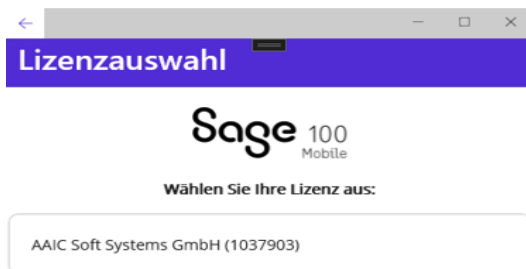 Lizenzauswahl
Sage 100
Mobile
Wählen Sie Ihre Lizenz aus:
AAIC Soft Systems GmbH (1037903)